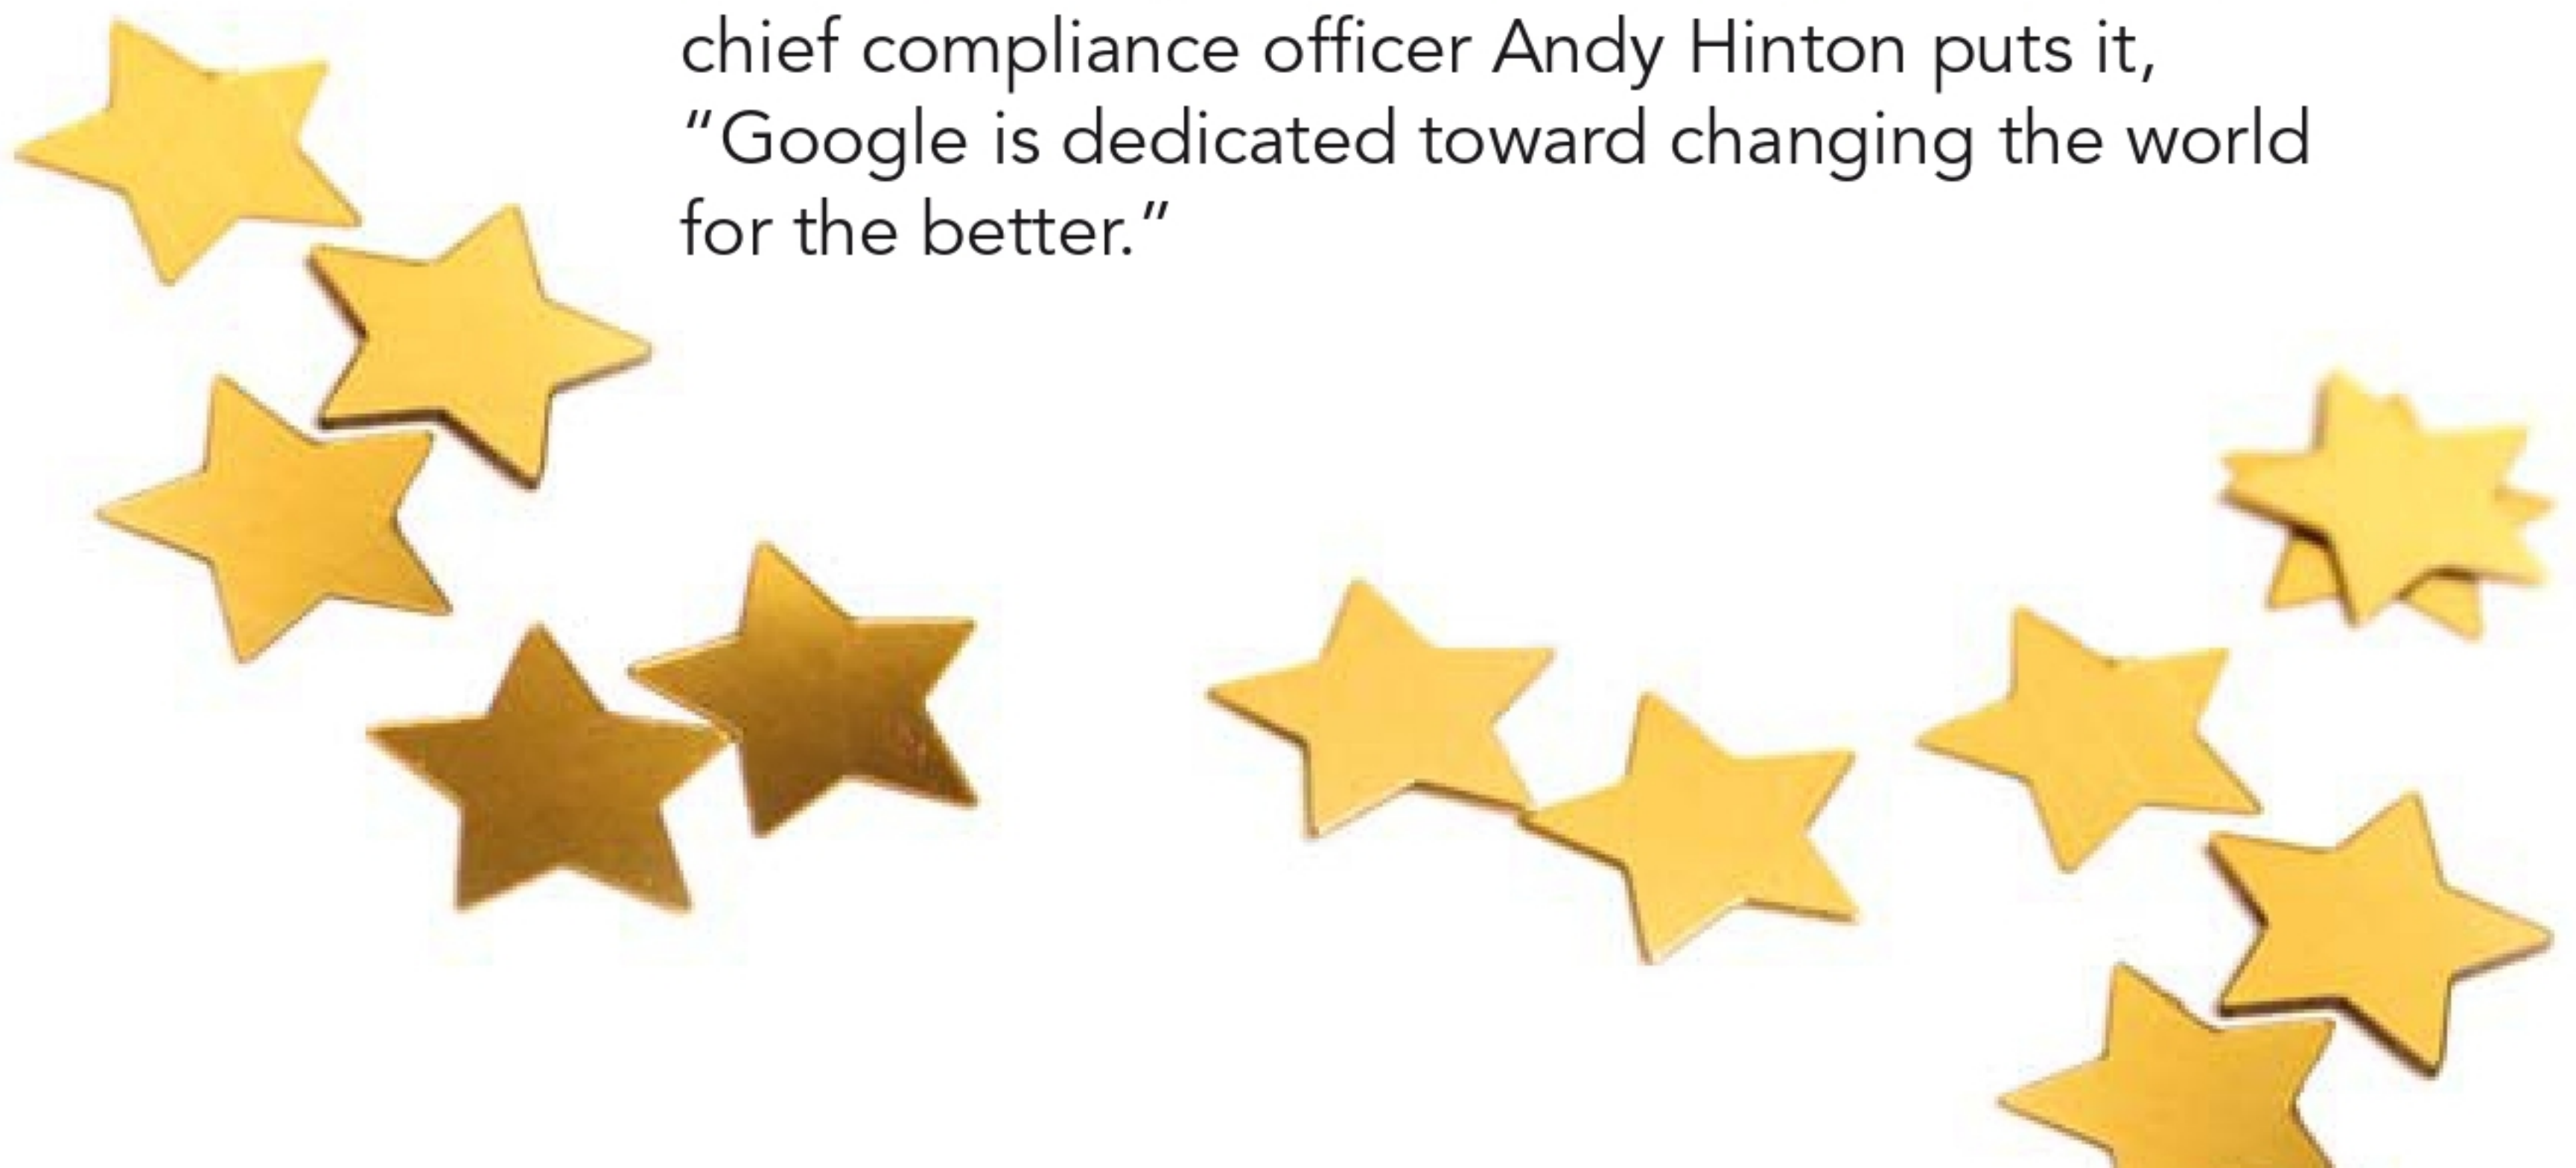 chief compliance officer Andy Hinton puts it,
“Google is dedicated toward changing the world
for the better.”